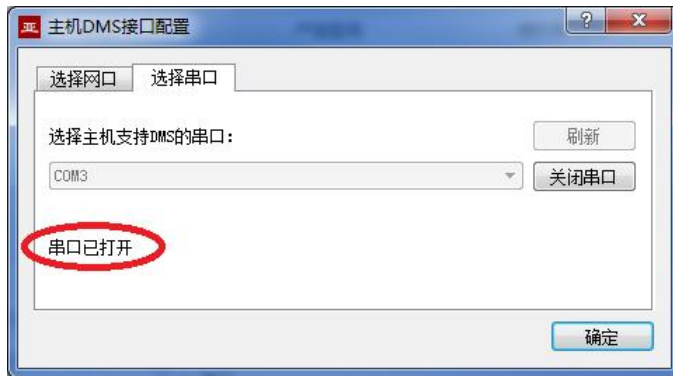 亚 主机DMS接口配置
选择网口 选择串口
选择主机支持DMS的串口：
刷新
COM3
关闭串口
串口已打开
确定